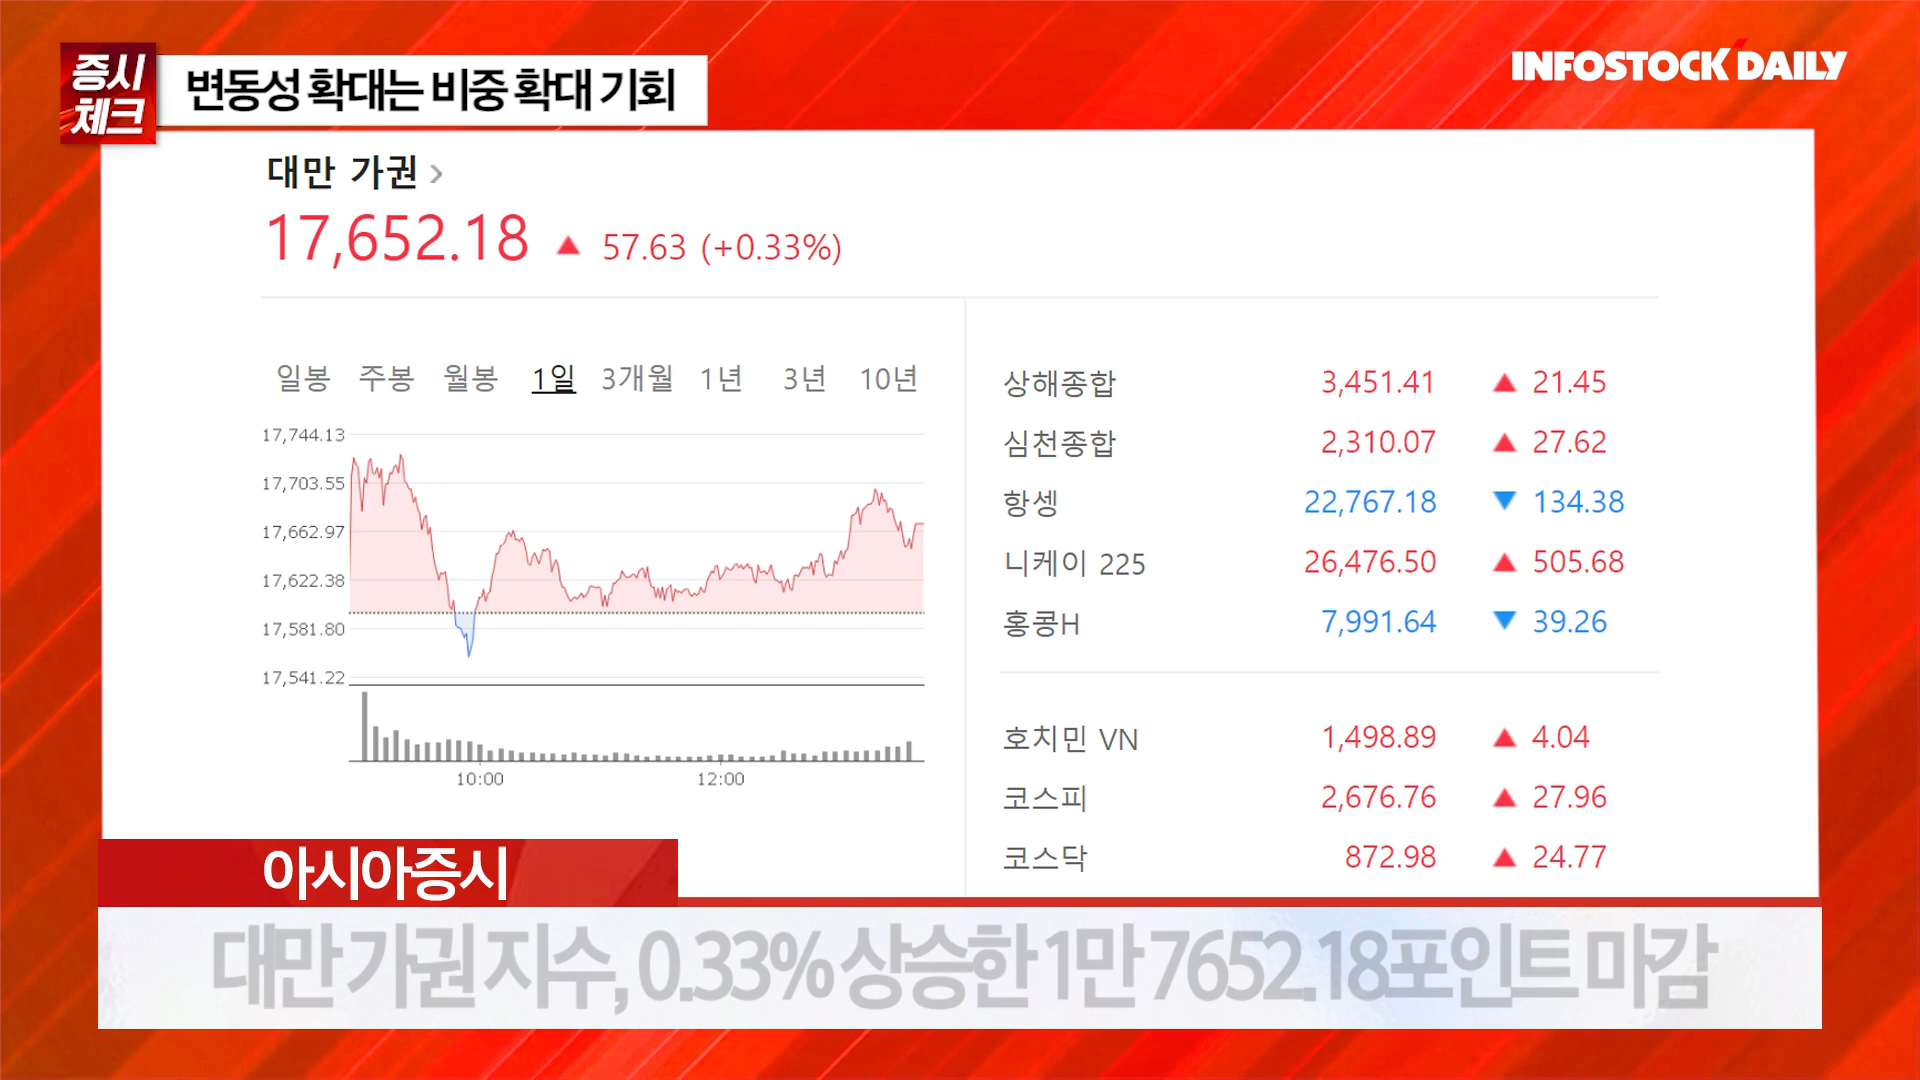 증시
체크
변동성 확대는 비중 확대 기회
INFOSTOCK DAILY
대만 가권 >
17,652.18 ▲ 57.63 (+0.33%)
일봉 주봉 월봉 1일 3개월 1년 3년 10년
17,744.13
17,703.55
17,662.97
17,622.38
17,581.80
17,541.22
10:00 12:00
상해종합 3,451.41 ▲ 21.45
심천종합 2,310.07 ▲ 27.62
항셍 22,767.18 ▼ 134.38
니케이 225 26,476.50 ▲ 505.68
홍콩H 7,991.64 ▼ 39.26
호치민 VN 1,498.89 ▲ 4.04
코스피 2,676.76 ▲ 27.96
코스닥 872.98 ▲ 24.77
아시아증시
대만 가권 지수, 0.33% 상승한 1만 7652.18포인트 마감